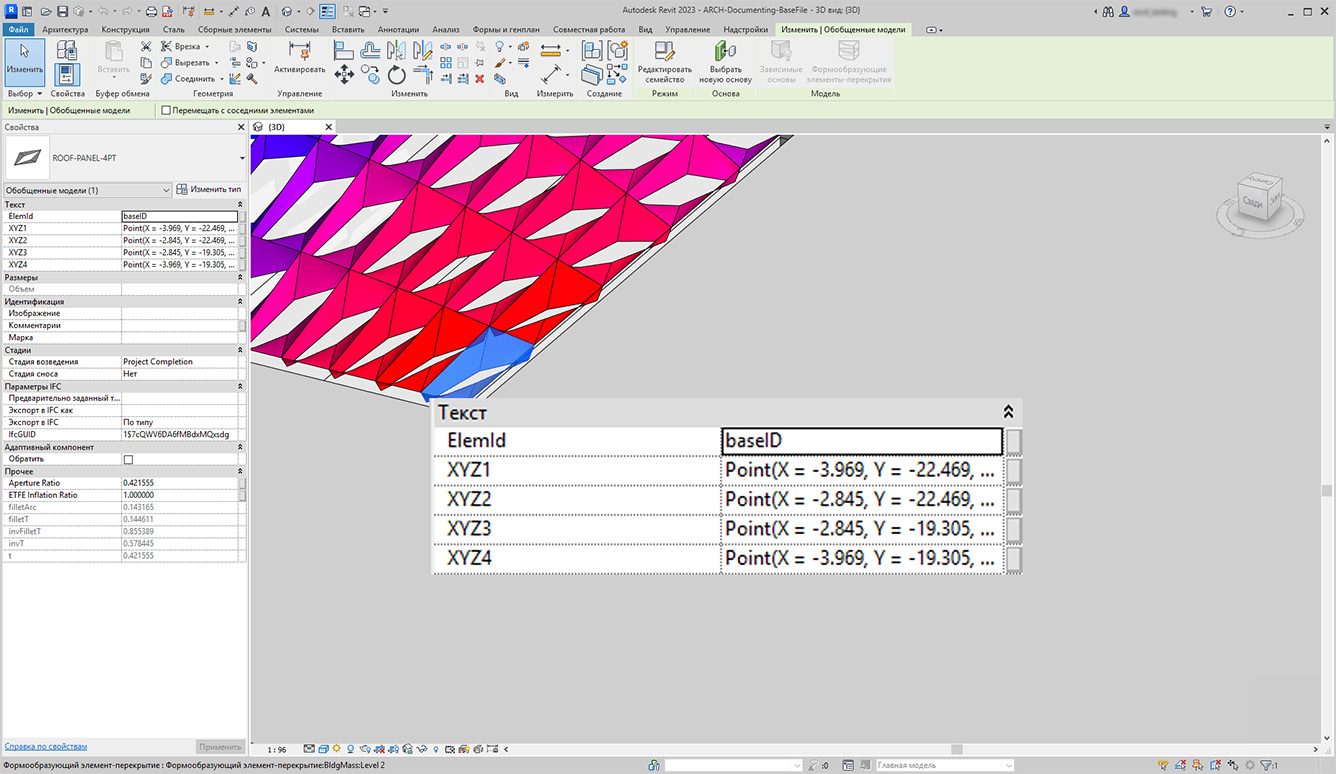 Autodesk Revit 2023 - ARCH-Documenting-BaseFile - 3D вид: {3D}
Файл Архитектура Конструкция Сталь Сборные элементы Системы Вставить Аннотации Анализ Формы и генплан Совместная работа Вид Управление Надстройки Изменить | Обобщенные модели
Изменить
Вставить
Врезка
Вырезать
Соединить
Активировать
Редактировать семейство
Выбрать новую основу
Зависимые основы
Формообразующие элементы-перекрытия
Выбор Свойства Буфер обмена Геометрия Управление Изменить Вид Измерить Создание Режим Основа Модель
Изменить | Обобщенные модели Перемещать с соседними элементами
Свойства
{3D}
ROOF-PANEL-4PT
Обобщенные модели (1) Изменить тип
Текст
ElemId baseID
XYZ1 Point(X = -3.969, Y = -22.469, ...
XYZ2 Point(X = -2.845, Y = -22.469, ...
XYZ3 Point(X = -2.845, Y = -19.305, ...
XYZ4 Point(X = -3.969, Y = -19.305, ...
Размеры
Объем
Идентификация
Изображение
Комментарии
Марка
Стадии
Стадия возведения Project Completion
Стадия сноса Нет
Параметры IFC
Предварительно заданный т...
Экспорт в IFC как
Экспорт в IFC По типу
IfcGUID 1$7cQWV6DA6fMBdxMQxsdg
Адаптивный компонент
Обратить
Прочее
Aperture Ratio 0.421555
ETFE Inflation Ratio 1.000000
filletArc 0.143165
filletT 0.144611
invFilletT 0.855389
invT 0.578445
t 0.421555
Справка по свойствам Применить
Сзади
Текст
ElemId baseID
XYZ1 Point(X = -3.969, Y = -22.469, ...
XYZ2 Point(X = -2.845, Y = -22.469, ...
XYZ3 Point(X = -2.845, Y = -19.305, ...
XYZ4 Point(X = -3.969, Y = -19.305, ...
1 : 96
Формообразующий элемент-перекрытие : Формообразующий элемент-перекрытие:BldgMass:Level 2
:0
Главная модель
:1